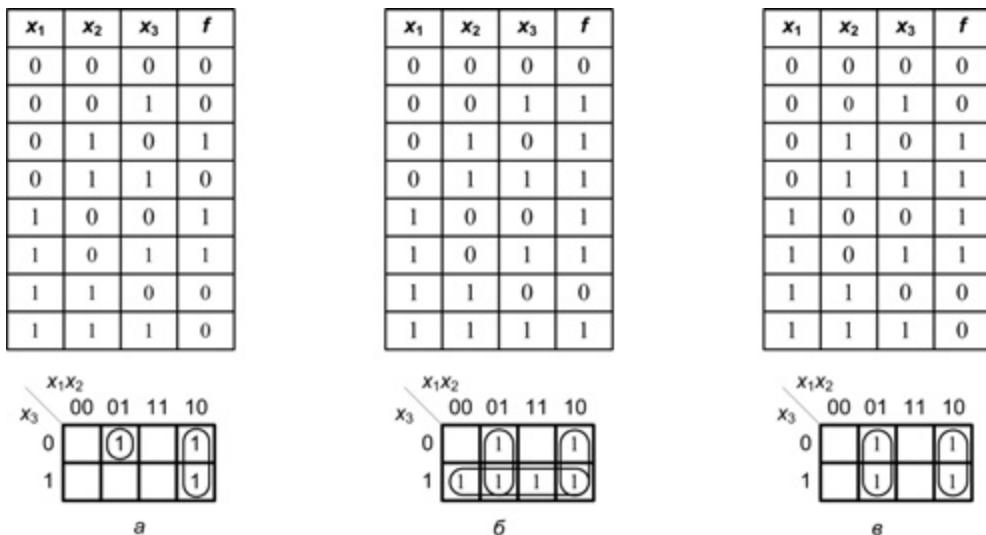 x₁ x₂ x₃ f
0 0 0 0
0 0 1 0
0 1 0 1
0 1 1 0
1 0 0 1
1 0 1 1
1 1 0 0
1 1 1 0
x₁x₂
x₃ 00 01 11 10
0 1 1
1 1
а
x₁ x₂ x₃ f
0 0 0 0
0 0 1 1
0 1 0 1
0 1 1 1
1 0 0 1
1 0 1 1
1 1 0 0
1 1 1 1
x₁x₂
x₃ 00 01 11 10
0 1 1
1 1 1 1 1
б
x₁ x₂ x₃ f
0 0 0 0
0 0 1 0
0 1 0 1
0 1 1 1
1 0 0 1
1 0 1 1
1 1 0 0
1 1 1 0
x₁x₂
x₃ 00 01 11 10
0 1 1
1 1 1
в